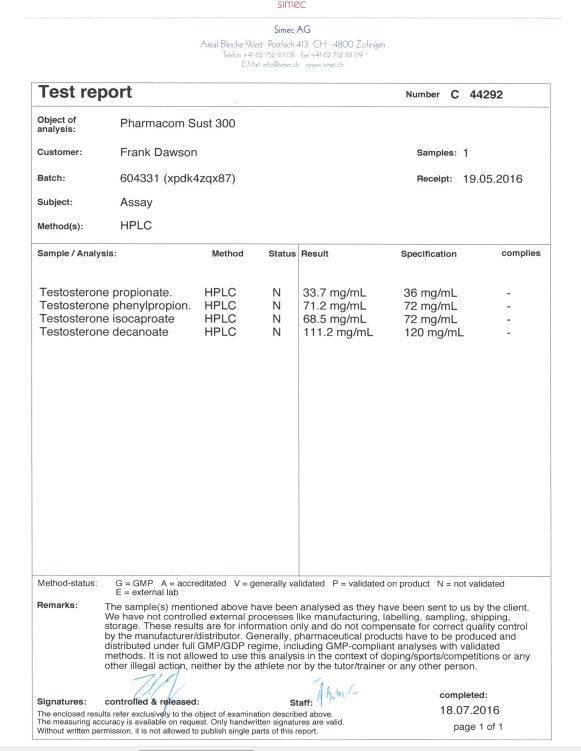 simec
Simec AG
Areal Bleiche West · Postfach 413 · CH - 4800 Zofingen
Telefon +41 62 752 83 08 Fax +41 62 752 83 09
E.Mail info@simec.ch www.simec.ch
Test report Number C 44292
Object of
analysis: Pharmacom Sust 300
Customer: Frank Dawson Samples: 1
Batch: 604331 (xpdk4zqx87) Receipt: 19.05.2016
Subject: Assay
Method(s): HPLC
Sample / Analysis: Method Status Result Specification complies
Testosterone propionate. HPLC N 33.7 mg/mL 36 mg/mL -
Testosterone phenylpropion. HPLC N 71.2 mg/mL 72 mg/mL -
Testosterone isocaproate HPLC N 68.5 mg/mL 72 mg/mL -
Testosterone decanoate HPLC N 111.2 mg/mL 120 mg/mL -
Method-status: G = GMP A = accredited V = generally validated P = validated on product N = not validated
E = external lab
Remarks: The sample(s) mentioned above have been analysed as they have been sent to us by the client.
We have not controlled external processes like manufacturing, labelling, sampling, shipping,
storage. These results are for information only and do not compensate for correct quality control
by the manufacturer/distributor. Generally, pharmaceutical products have to be produced and
distributed under full GMP/GDP regime, including GMP-compliant analyses with validated
methods. It is not allowed to use this analysis in the context of doping/sports/competitions or any
other illegal action, neither by the athlete nor by the tutor/trainer or any other person.
Signatures: controlled & released: Staff: completed:
18.07.2016
The enclosed results refer exclusively to the object of examination described above.
The measuring accuracy is available on request. Only handwritten signatures are valid.
Without written permission, it is not allowed to publish single parts of this report.
page 1 of 1